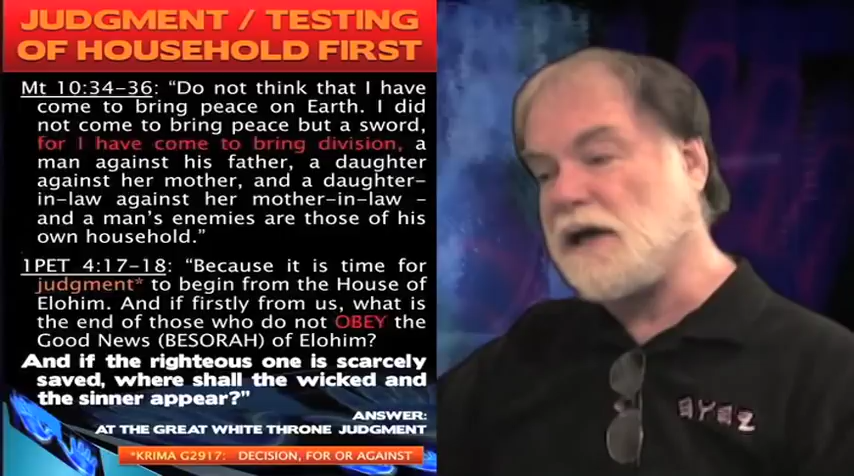 JUDGMENT / TESTING
OF HOUSEHOLD FIRST
Mt 10:34-36: “Do not think that I have
come to bring peace on Earth. I did
not come to bring peace but a sword,
for I have come to bring division, a
man against his father, a daughter
against her mother, and a daughter-
in-law against her mother-in-law -
and a man's enemies are those of his
own household.”
1PET 4:17-18: “Because it is time for
judgment* to begin from the House of
Elohim. And if firstly from us, what is
the end of those who do not OBEY the
Good News (BESORAH) of Elohim?
And if the righteous one is scarcely
saved, where shall the wicked and
the sinner appear?”
ANSWER:
AT THE GREAT WHITE THRONE JUDGMENT
*KRIMA G2917: DECISION, FOR OR AGAINST